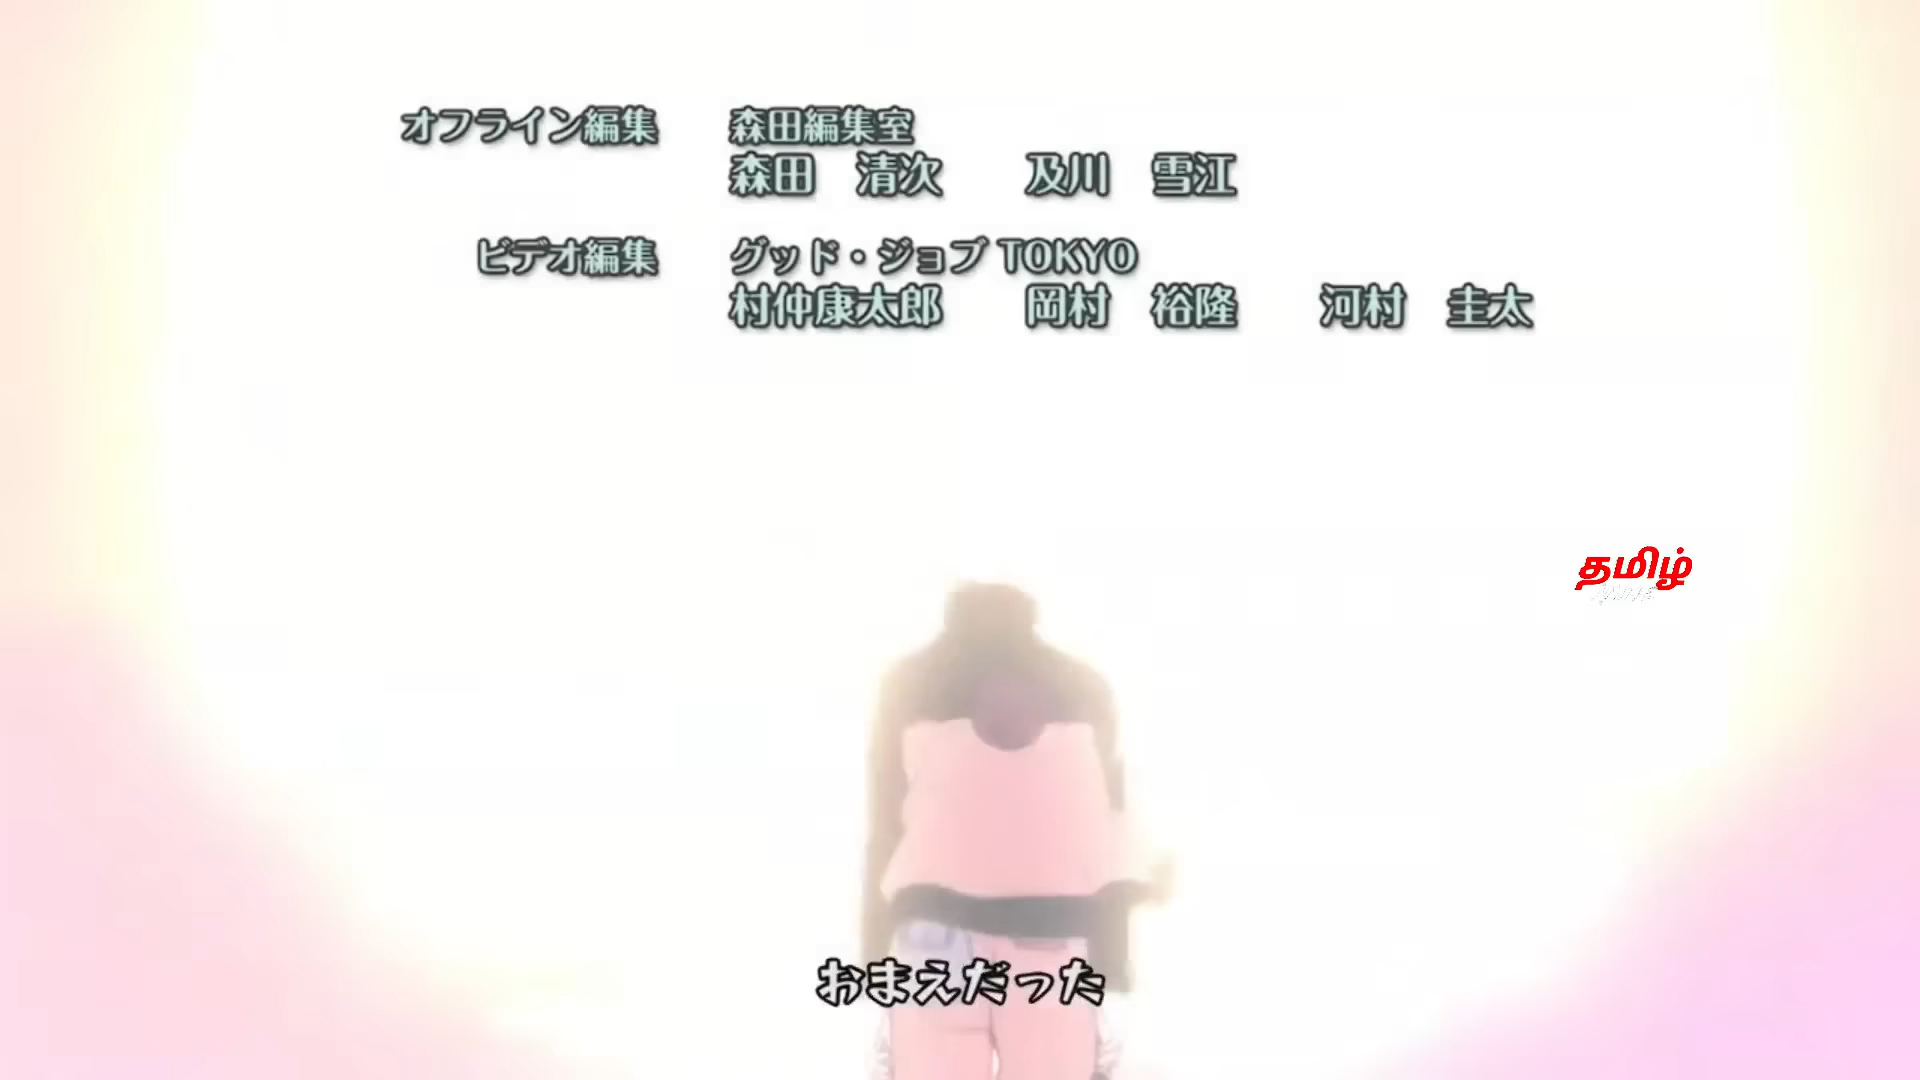 オフライン編集 森田編集室
森田 清次 及川 雪江
ビデオ編集 グッド・ジョブ TOKYO
村仲康太郎 岡村 裕隆 河村 圭太
தமிழ்
おまえだった